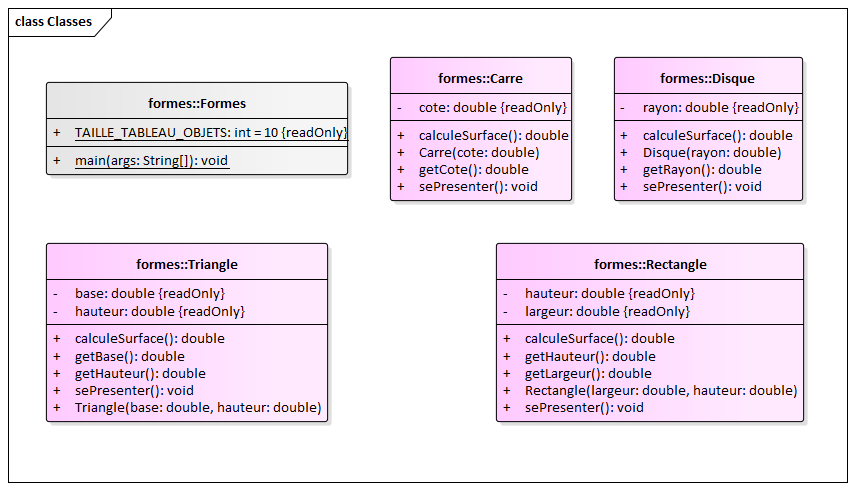 class Classes
formes::Formes
+ TAILLE_TABLEAU_OBJETS: int = 10 {readOnly}
+ main(args: String[]): void
formes::Carre
- cote: double {readOnly}
+ calculeSurface(): double
+ Carre(cote: double)
+ getCote(): double
+ sePresenter(): void
formes::Disque
- rayon: double {readOnly}
+ calculeSurface(): double
+ Disque(rayon: double)
+ getRayon(): double
+ sePresenter(): void
formes::Triangle
- base: double {readOnly}
- hauteur: double {readOnly}
+ calculeSurface(): double
+ getBase(): double
+ getHauteur(): double
+ sePresenter(): void
+ Triangle(base: double, hauteur: double)
formes::Rectangle
- hauteur: double {readOnly}
- largeur: double {readOnly}
+ calculeSurface(): double
+ getHauteur(): double
+ getLargeur(): double
+ Rectangle(largeur: double, hauteur: double)
+ sePresenter(): void